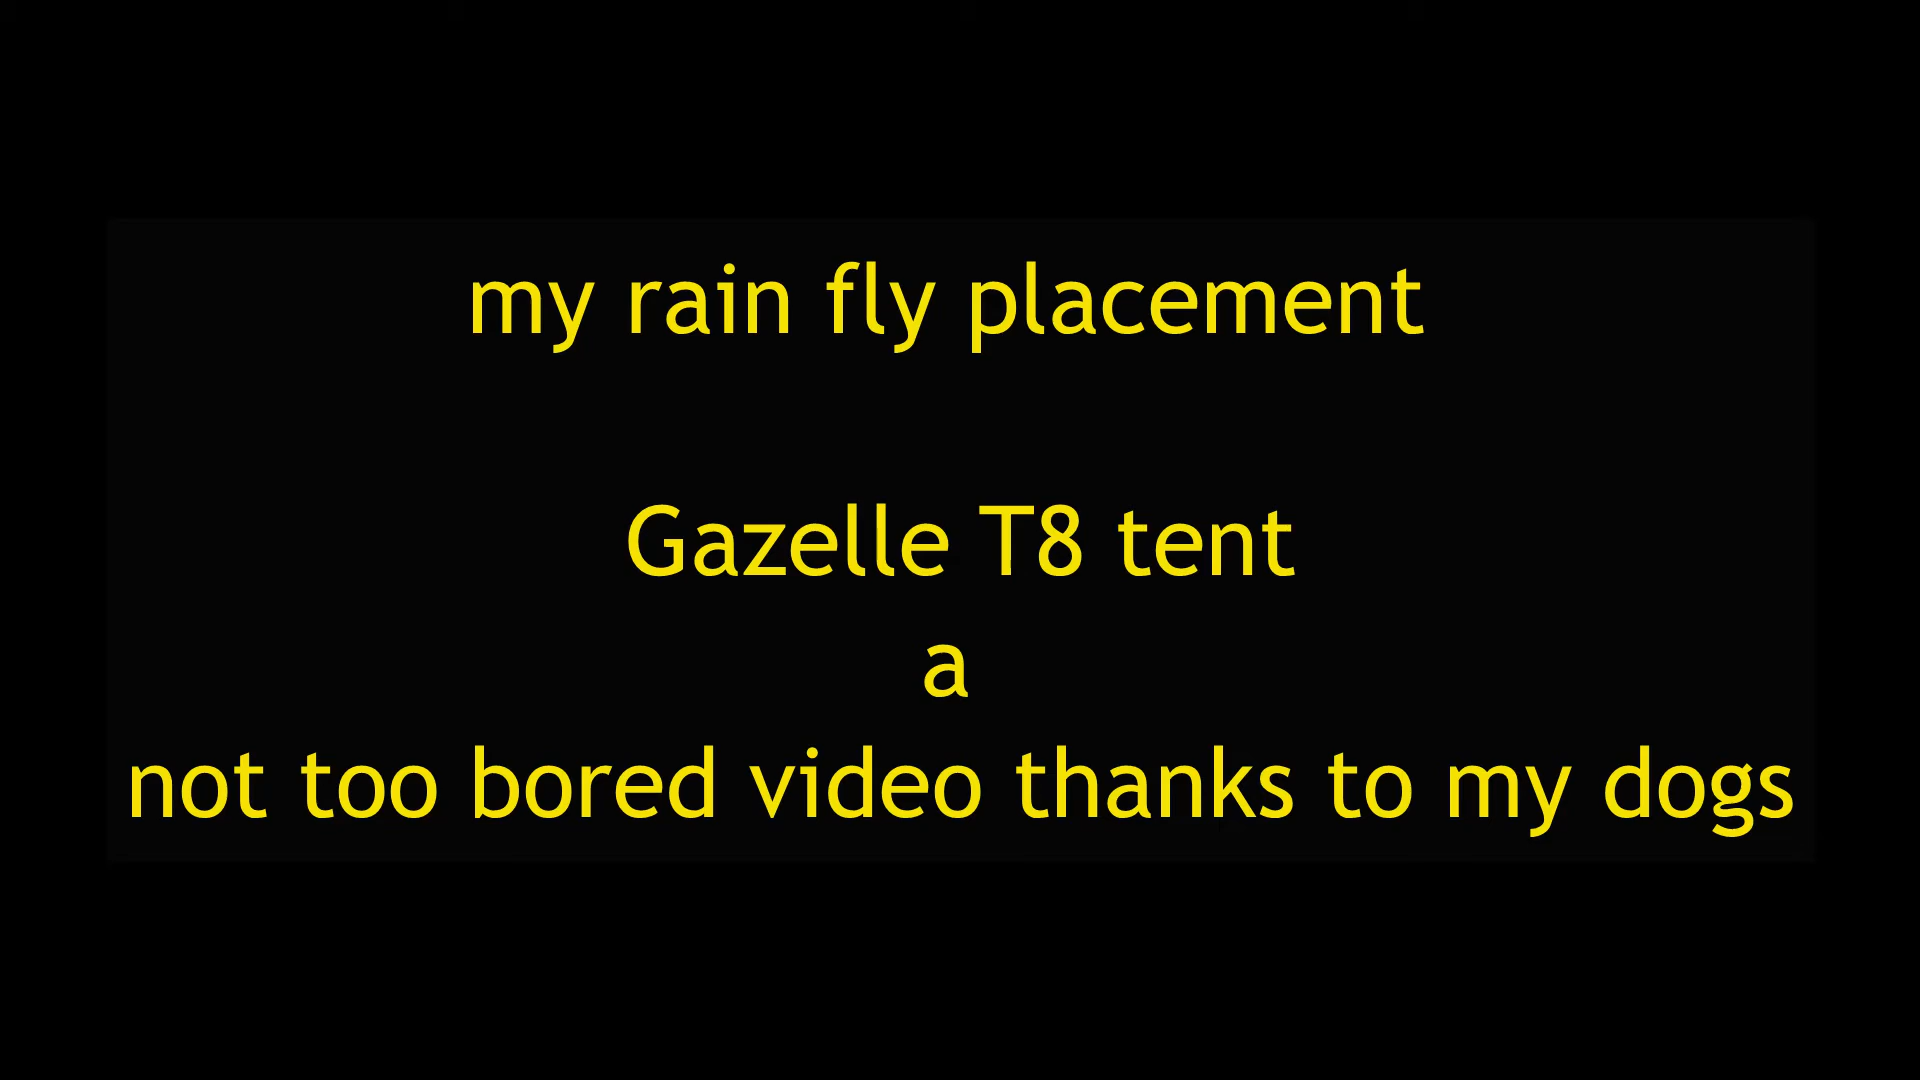 my rain fly placement
Gazelle T8 tent
a
not too bored video thanks to my dogs